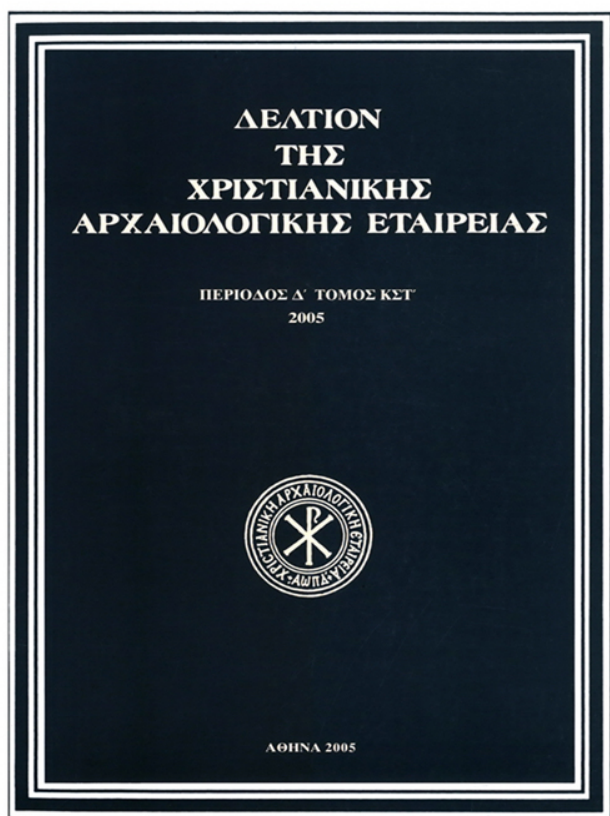 ΔΕΛΤΙΟΝ
ΤΗΣ
ΧΡΙΣΤΙΑΝΙΚΗΣ
ΑΡΧΑΙΟΛΟΓΙΚΗΣ ΕΤΑΙΡΕΙΑΣ
ΠΕΡΙΟΔΟΣ Δ΄ ΤΟΜΟΣ ΚΣΤ΄
2005
ΧΡΙΣΤΙΑΝΙΚΗ ΑΡΧΑΙΟΛΟΓΙΚΗ ΕΤΑΙΡΕΙΑ
ΑΩΠΔ
ΑΘΗΝΑ 2005